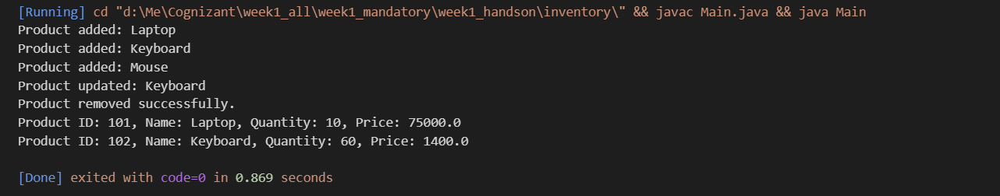 [Running] cd "d:\Me\Cognizant\week1_all\week1_mandatory\week1_handson\inventory\" && javac Main.java && java Main
Product added: Laptop
Product added: Keyboard
Product added: Mouse
Product updated: Keyboard
Product removed successfully.
Product ID: 101, Name: Laptop, Quantity: 10, Price: 75000.0
Product ID: 102, Name: Keyboard, Quantity: 60, Price: 1400.0
[Done] exited with code=0 in 0.869 seconds